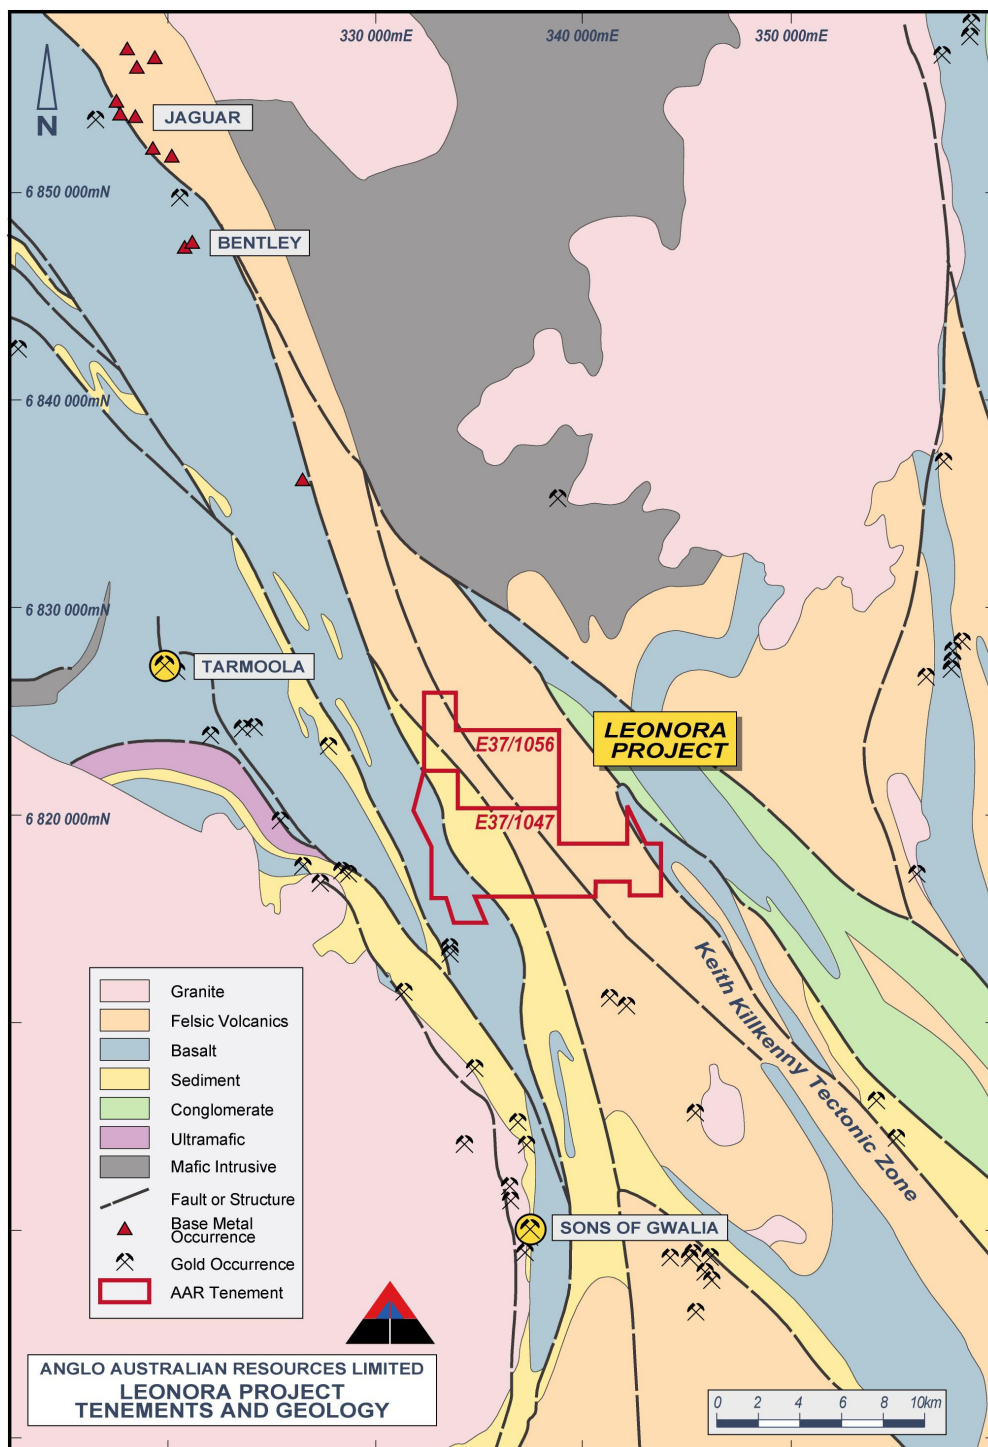 330 000mE
340 000mE
350 000mE
N
JAGUAR
6 850 000mN
BENTLEY
6 840 000mN
6 830 000mN
TARMOOLA
LEONORA
PROJECT
E37/1056
E37/1047
6 820 000mN
Keith Killkenny Tectonic Zone
Granite
Felsic Volcanics
Basalt
Sediment
Conglomerate
Ultramafic
Mafic Intrusive
Fault or Structure
Base Metal
Occurrence
Gold Occurrence
AAR Tenement
SONS OF GWALIA
ANGLO AUSTRALIAN RESOURCES LIMITED
LEONORA PROJECT
TENEMENTS AND GEOLOGY
0 2 4 6 8 10km